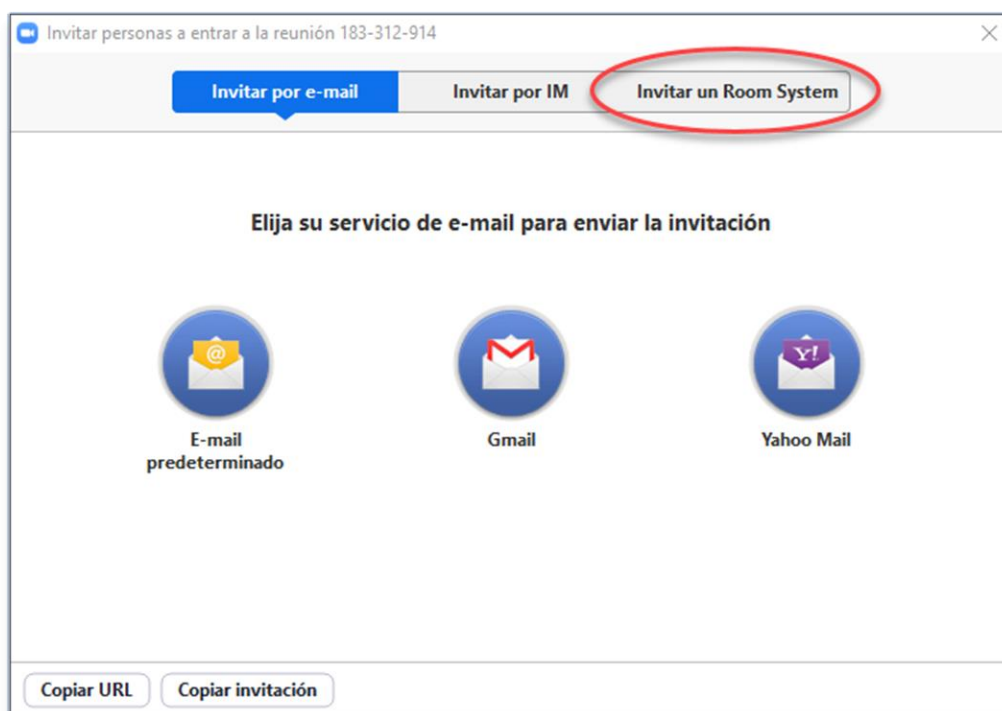 Invitar personas a entrar a la reunión 183-312-914
Invitar por e-mail
Invitar por IM
Invitar un Room System
Elija su servicio de e-mail para enviar la invitación
@
Y!
E-mail
predeterminado
Gmail
Yahoo Mail
Copiar URL
Copiar invitación